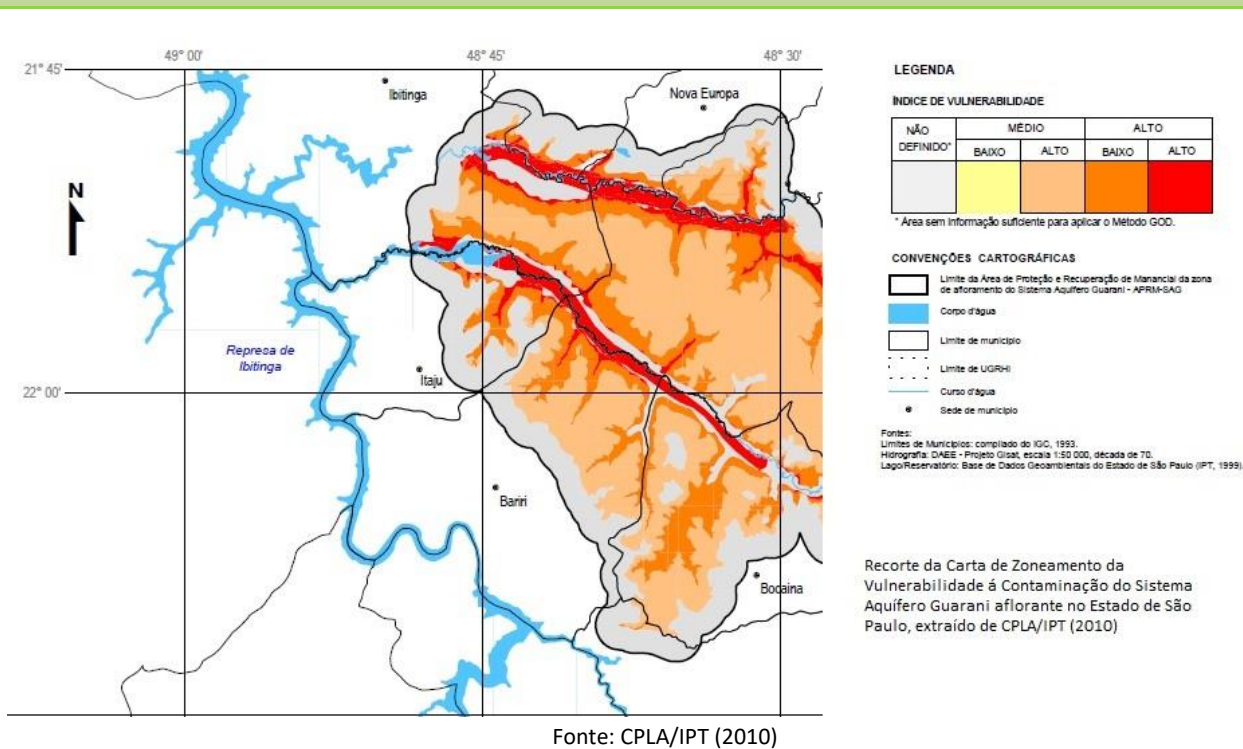 49° 00'
48° 45'
48° 30'
21° 45'
Ibitinga
Nova Europa
N
Represa de
Ibitinga
Itaju
22° 00'
Bariri
Bocaina
LEGENDA
ÍNDICE DE VULNERABILIDADE
NÃO DEFINIDO*
MÉDIO
ALTO
BAIXO
ALTO
BAIXO
ALTO
* Área sem informação suficiente para aplicar o Método GOD.
CONVENÇÕES CARTOGRÁFICAS
Limite da Área de Proteção e Recuperação de Manancial da zona
de afloramento do Sistema Aquífero Guarani - APRM-SAG
Corpo d'água
Limite de município
Limite de UGRHI
Curso d'água
Sede de município
Fontes:
Limites de Municípios: compilado do IGC, 1993.
Hidrografia: DAEE - Projeto Gisat, escala 1:50 000, década de 70.
Lago/Reservatório: Base de Dados Geoambientais do Estado de São Paulo (IPT, 1999).
Recorte da Carta de Zoneamento da
Vulnerabilidade á Contaminação do Sistema
Aquífero Guarani aflorante no Estado de São
Paulo, extraído de CPLA/IPT (2010)
Fonte: CPLA/IPT (2010)